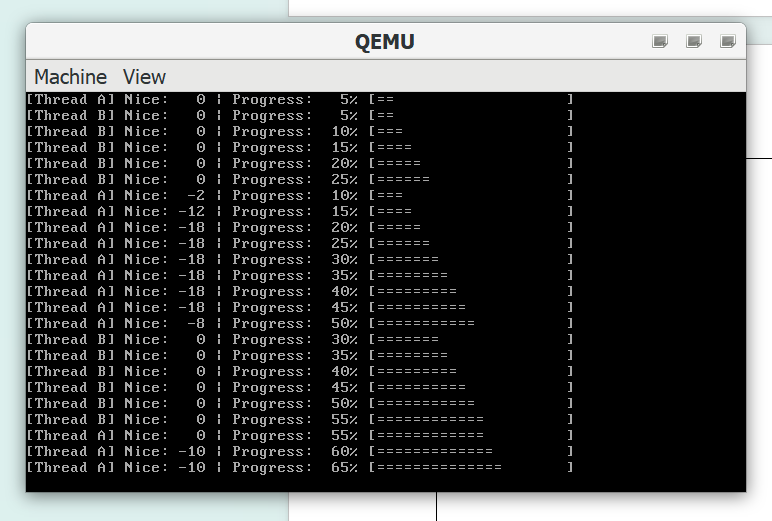 QEMU
Machine View
[Thread A] Nice:   0 ¦ Progress:   5% [==                   ]
[Thread B] Nice:   0 ¦ Progress:   5% [==                   ]
[Thread B] Nice:   0 ¦ Progress:  10% [===                  ]
[Thread B] Nice:   0 ¦ Progress:  15% [====                 ]
[Thread B] Nice:   0 ¦ Progress:  20% [=====                ]
[Thread B] Nice:   0 ¦ Progress:  25% [======               ]
[Thread A] Nice:  -2 ¦ Progress:  10% [===                  ]
[Thread A] Nice: -12 ¦ Progress:  15% [====                 ]
[Thread A] Nice: -18 ¦ Progress:  20% [=====                ]
[Thread A] Nice: -18 ¦ Progress:  25% [======               ]
[Thread A] Nice: -18 ¦ Progress:  30% [=======              ]
[Thread A] Nice: -18 ¦ Progress:  35% [========             ]
[Thread A] Nice: -18 ¦ Progress:  40% [=========            ]
[Thread A] Nice: -18 ¦ Progress:  45% [==========           ]
[Thread A] Nice:  -8 ¦ Progress:  50% [===========          ]
[Thread B] Nice:   0 ¦ Progress:  30% [=======              ]
[Thread B] Nice:   0 ¦ Progress:  35% [========             ]
[Thread B] Nice:   0 ¦ Progress:  40% [=========            ]
[Thread B] Nice:   0 ¦ Progress:  45% [==========           ]
[Thread B] Nice:   0 ¦ Progress:  50% [===========          ]
[Thread B] Nice:   0 ¦ Progress:  55% [============         ]
[Thread A] Nice:   0 ¦ Progress:  55% [============         ]
[Thread A] Nice: -10 ¦ Progress:  60% [=============        ]
[Thread A] Nice: -10 ¦ Progress:  65% [==============       ]